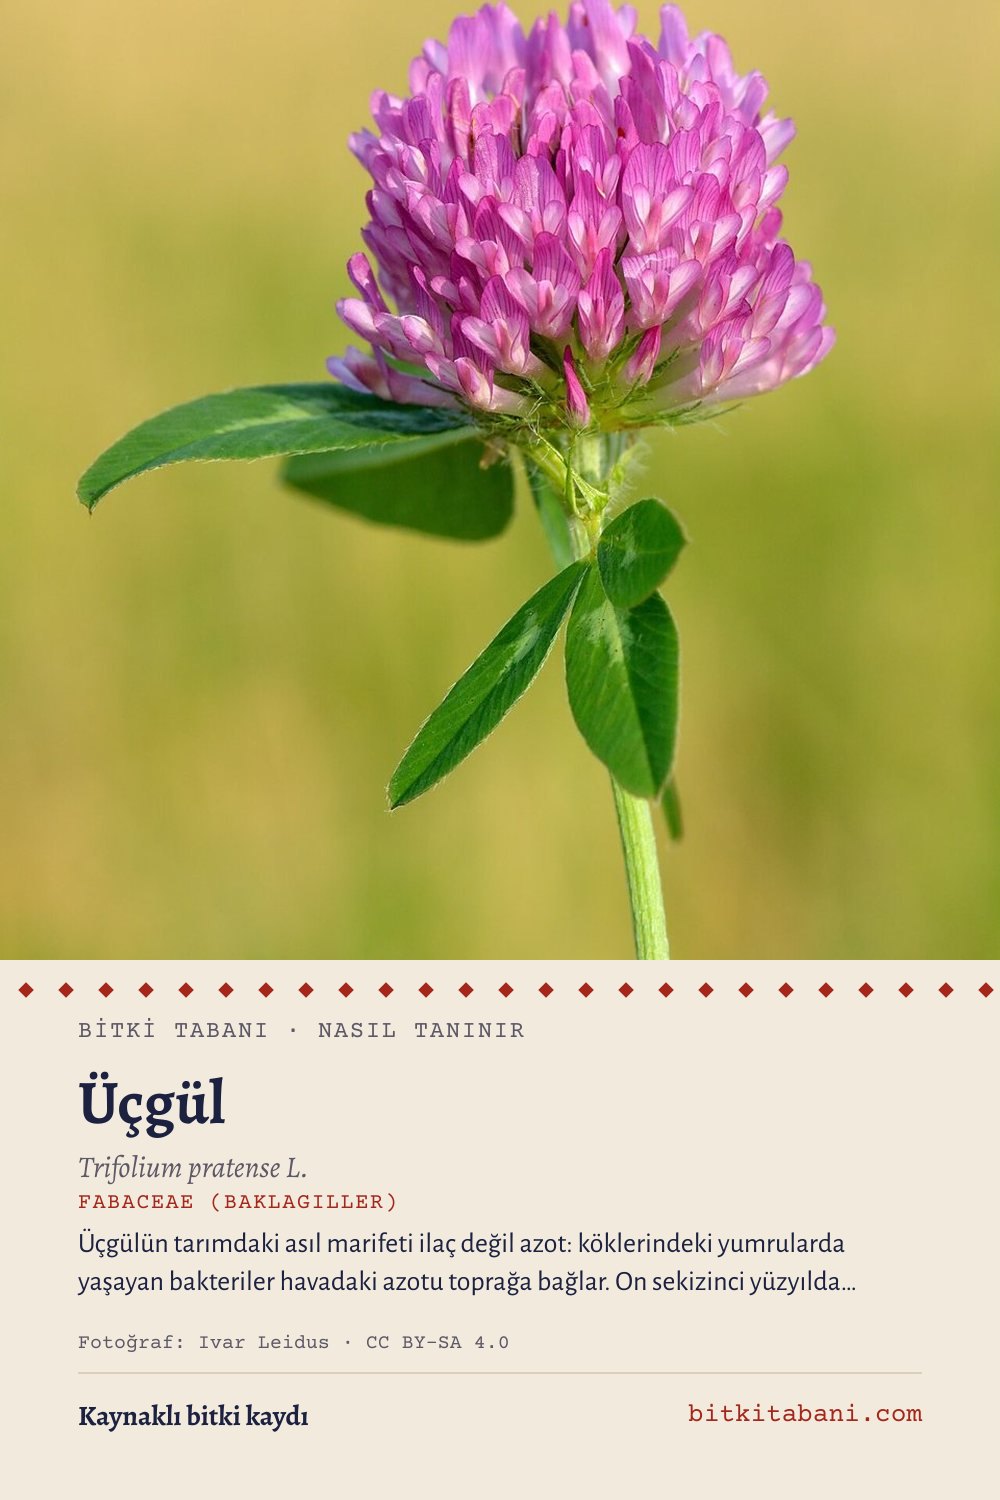 BİTKİ TABANI · NASIL TANINIR
Üçgül
Trifolium pratense L.
FABACEAE (BAKLAGILLER)
Üçgülün tarımdaki asıl marifeti ilaç değil azot: köklerindeki yumrularda
yaşayan bakteriler havadaki azotu toprağa bağlar. On sekizinci yüzyılda…
Fotoğraf: Ivar Leidus · CC BY-SA 4.0
Kaynaklı bitki kaydı
bitkitabani.com